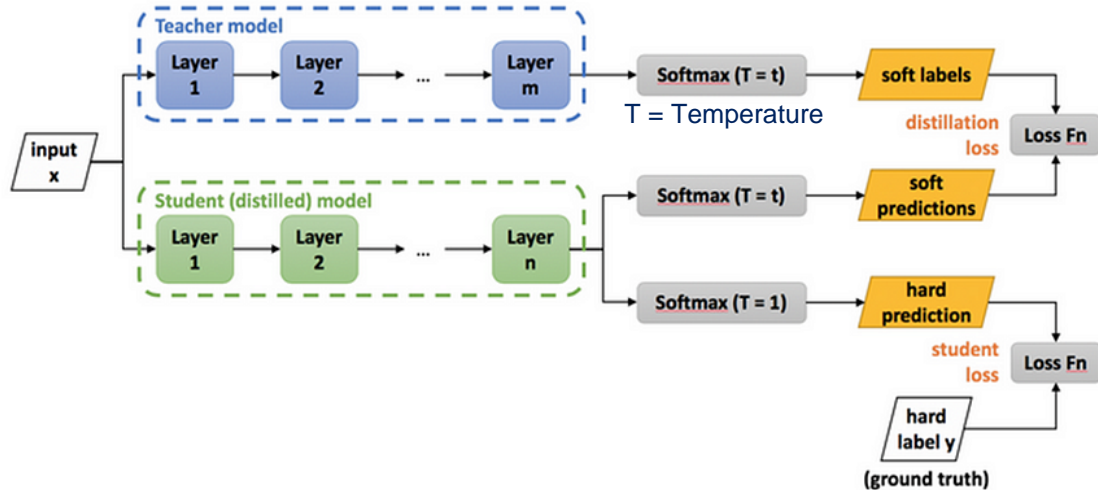 Teacher model
Layer
1
Layer
2
...
Layer
m
Softmax (T = t)
soft labels
T = Temperature
distillation
loss
Loss Fn
input
x
Student (distilled) model
Layer
1
Layer
2
...
Layer
n
Softmax (T = t)
soft
predictions
Softmax (T = 1)
hard
prediction
student
loss
Loss Fn
hard
label y
(ground truth)